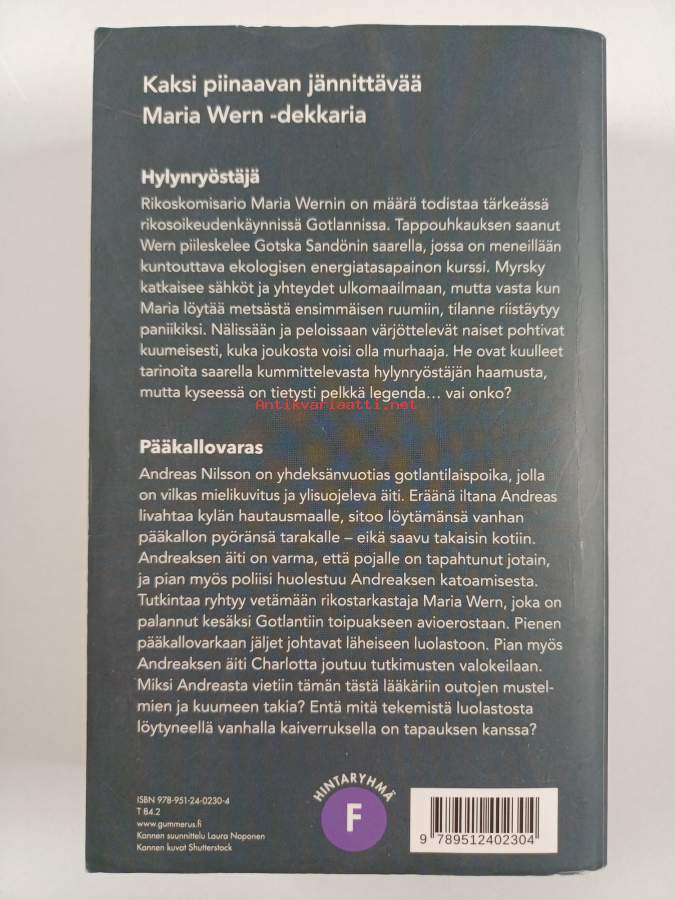 Kaksi piinaavan jännittävää
Maria Wern -dekkaria
Hylynryöstäjä
Rikoskomisario Maria Wernin on määrä todistaa tärkeässä
rikosoikeudenkäynnissä Gotlannissa. Tappouhkauksen saanut
Wern piileskelee Gotska Sandönin saarella, jossa on meneillään
kuntouttava ekologisen energiatasapainon kurssi. Myrsky
katkaisee sähköt ja yhteydet ulkomaailmaan, mutta vasta kun
Maria löytää metsästä ensimmäisen ruumiin, tilanne riistäytyy
paniikiksi. Nälissään ja peloissaan värjöttelevät naiset pohtivat
kuumeisesti, kuka joukosta voisi olla murhaaja. He ovat kuulleet
tarinoita saarella kummittelevasta hylynryöstäjän haamusta,
mutta kyseessä on tietysti pelkkä legenda... vai onko?
Antikvariaatti.net
Pääkallovaras
Andreas Nilsson on yhdeksänvuotias gotlantilaispoika, jolla
on vilkas mielikuvitus ja ylisuojeleva äiti. Eräänä iltana Andreas
livahtaa kylän hautausmaalle, sitoo löytämänsä vanhan
pääkallon pyöränsä tarakalle – eikä saavu takaisin kotiin.
Andreaksen äiti on varma, että pojalle on tapahtunut jotain,
ja pian myös poliisi huolestuu Andreaksen katoamisesta.
Tutkintaa ryhtyy vetämään rikostarkastaja Maria Wern, joka on
palannut kesäksi Gotlantiin toipuakseen avioerostaan. Pienen
pääkallovarkaan jäljet johtavat läheiseen luolastoon. Pian myös
Andreaksen äiti Charlotta joutuu tutkimusten valokeilaan.
Miksi Andreasta vietiin tämän tästä lääkäriin outojen mustel-
mien ja kuumeen takia? Entä mitä tekemistä luolastosta
löytyneellä vanhalla kaiverruksella on tapauksen kanssa?
ISBN 978-951-24-0230-4
T 84.2
www.gummerus.fi
Kannen suunnittelu Laura Noponen
Kannen kuvat Shutterstock
HINTARYHMÄ
F
9 789512 402304